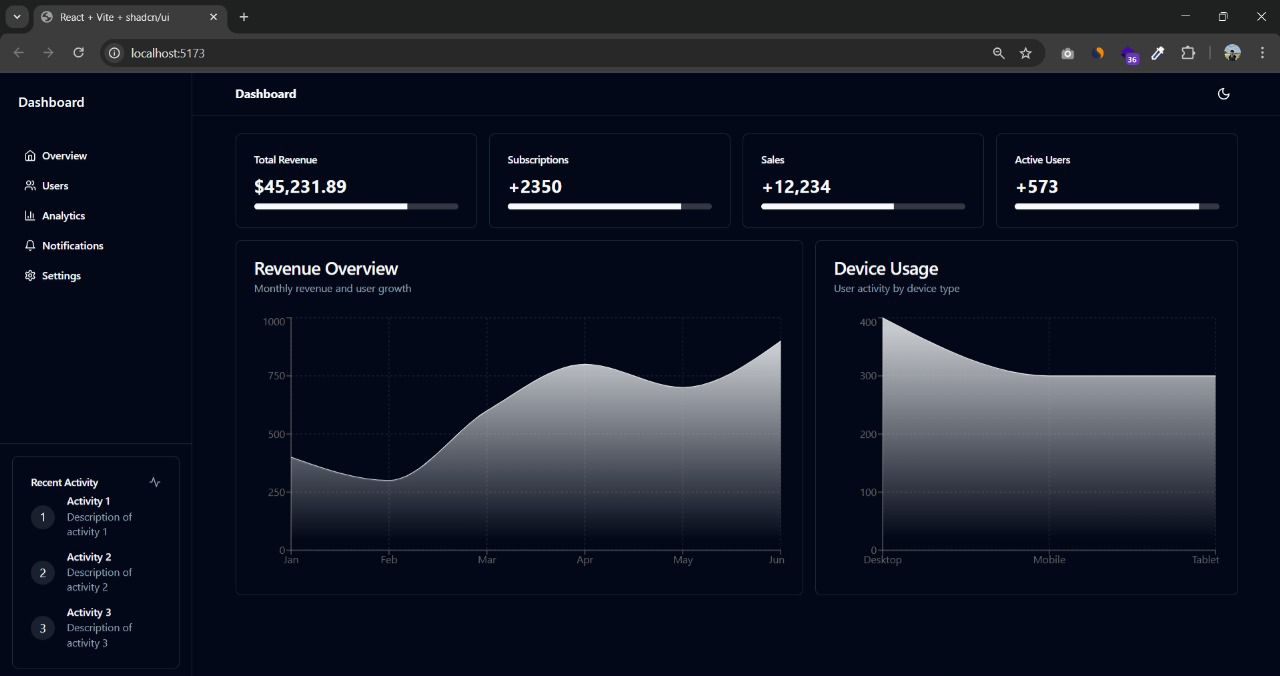 React + Vite + shadcn/ui
localhost:5173
36
Dashboard
Overview
Users
Analytics
Notifications
Settings
Recent Activity
1
Activity 1
Description of
activity 1
2
Activity 2
Description of
activity 2
3
Activity 3
Description of
activity 3
Dashboard
Total Revenue
$45,231.89
Subscriptions
+2350
Sales
+12,234
Active Users
+573
Revenue Overview
Monthly revenue and user growth
1000
750
500
250
0
Jan Feb Mar Apr May Jun
Device Usage
User activity by device type
400
300
200
100
0
Desktop Mobile Tablet